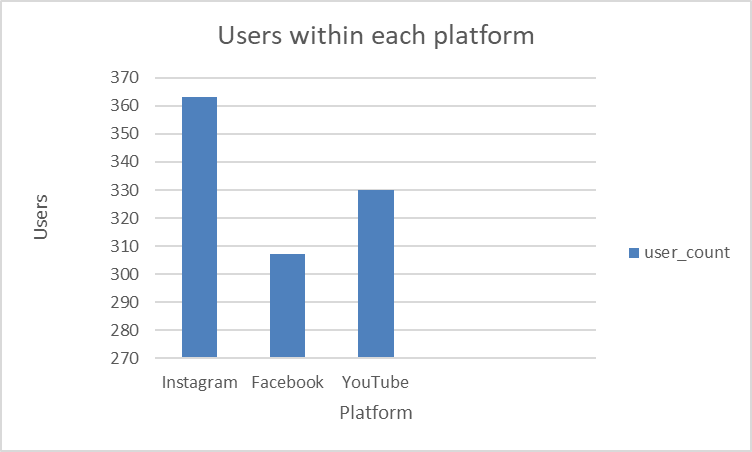 Users within each platform
370
360
350
340
330
320
310
300
290
280
270
Users
Instagram Facebook YouTube
Platform
user_count